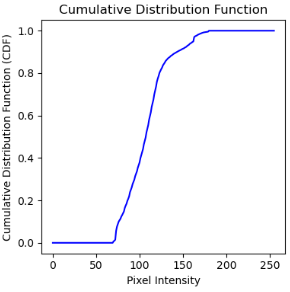 Cumulative Distribution Function
Cumulative Distribution Function (CDF)
1.0
0.8
0.6
0.4
0.2
0.0
0 50 100 150 200 250
Pixel Intensity